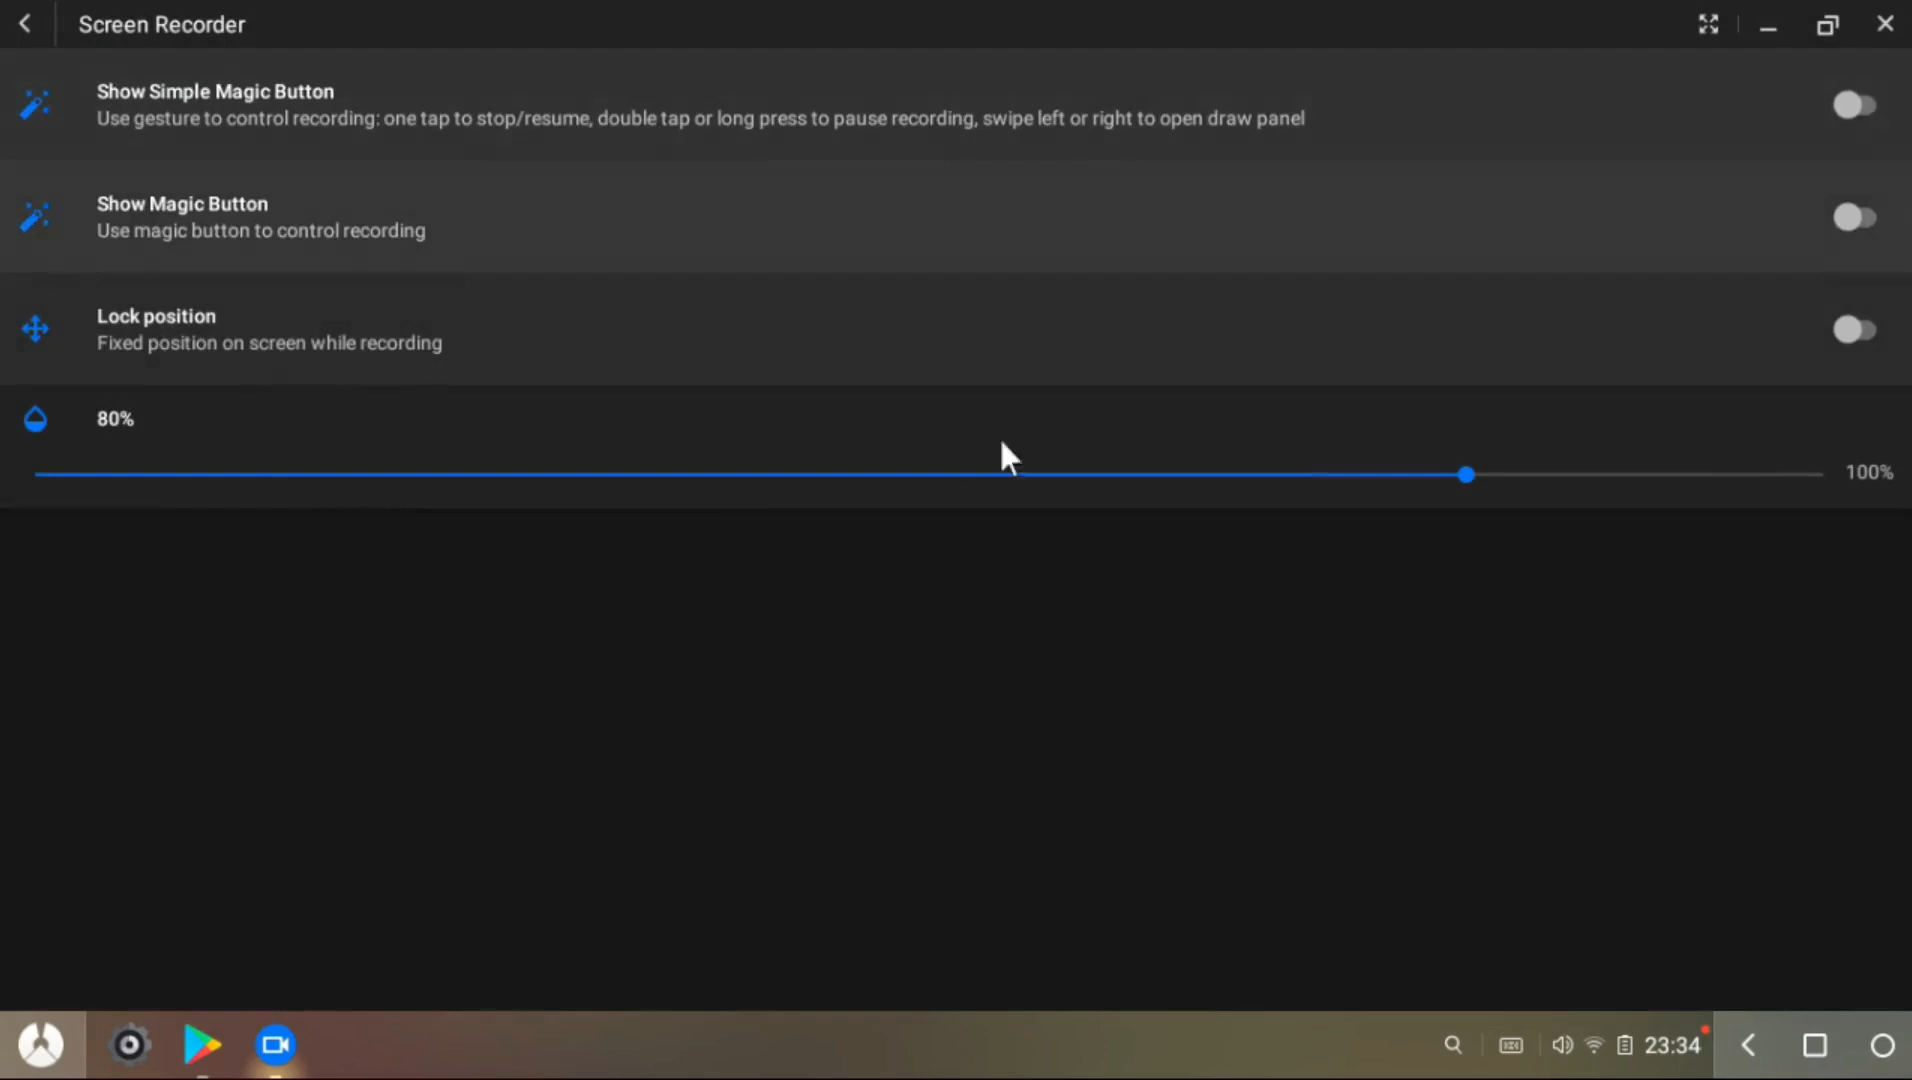 Screen Recorder
Show Simple Magic Button
Use gesture to control recording: one tap to stop/resume, double tap or long press to pause recording, swipe left or right to open draw panel
Show Magic Button
Use magic button to control recording
Lock position
Fixed position on screen while recording
80%
100%
23:34